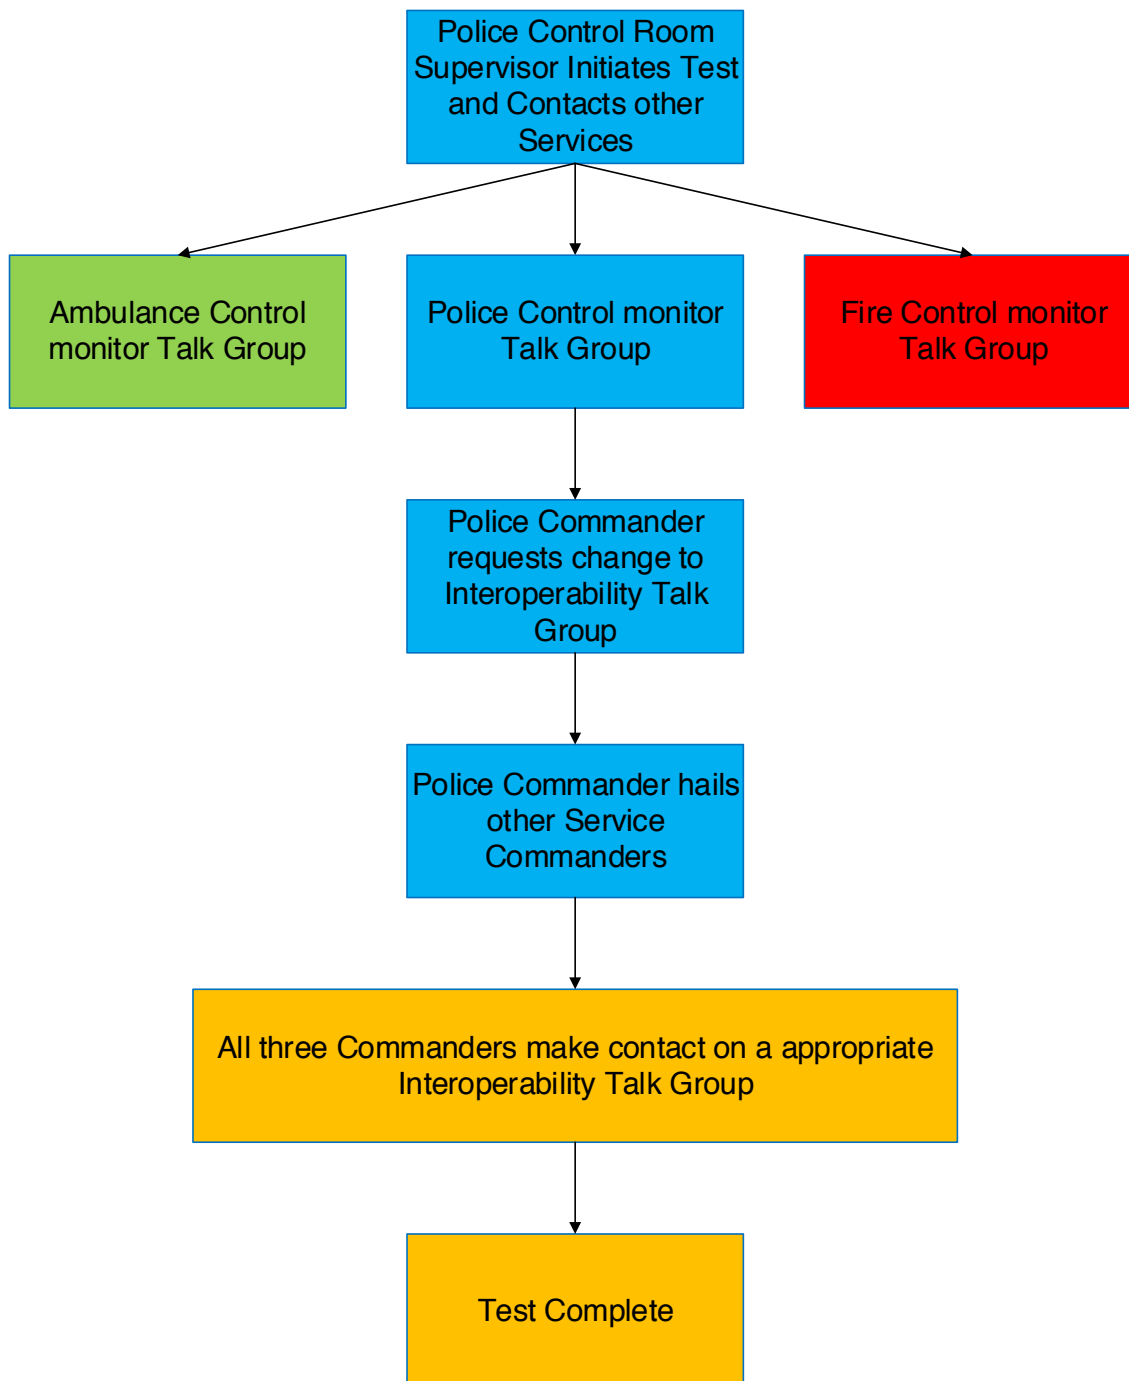 Police Control Room
Supervisor Initiates Test
and Contacts other
Services
Ambulance Control
monitor Talk Group
Police Control monitor
Talk Group
Fire Control monitor
Talk Group
Police Commander
requests change to
Interoperability Talk
Group
Police Commander hails
other Service
Commanders
All three Commanders make contact on a appropriate
Interoperability Talk Group
Test Complete